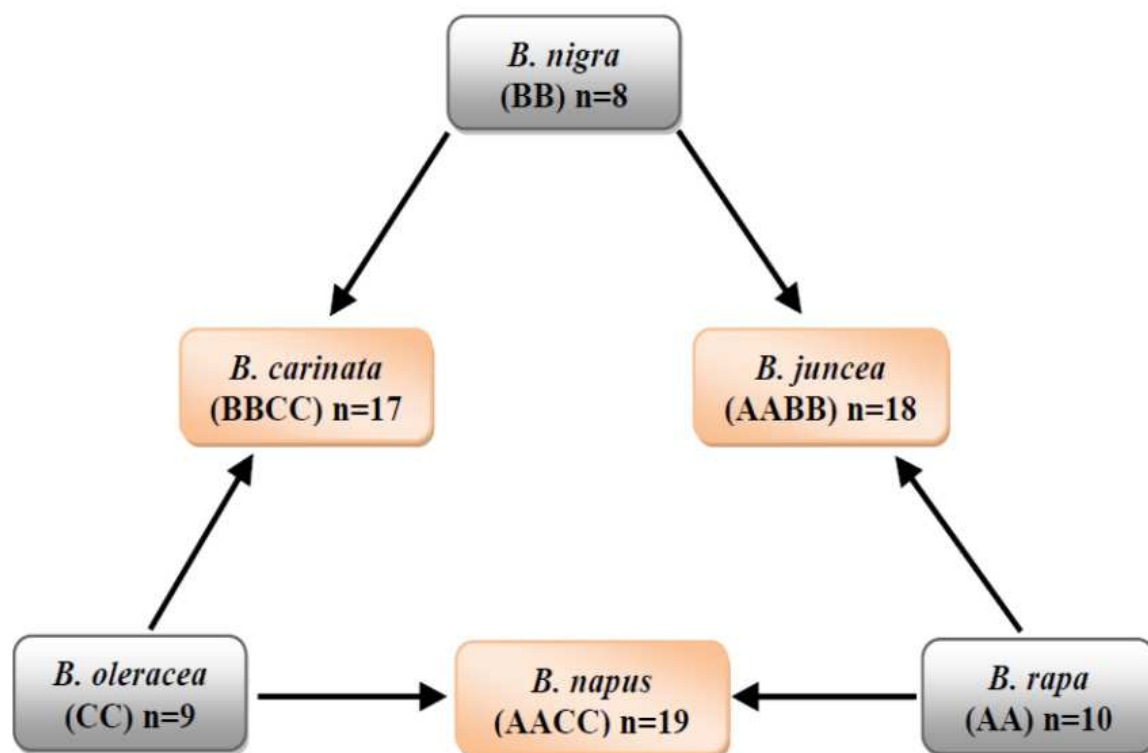 B. nigra
(BB) n=8
B. carinata
(BBCC) n=17
B. juncea
(AABB) n=18
B. oleracea
(CC) n=9
B. napus
(AACC) n=19
B. rapa
(AA) n=10